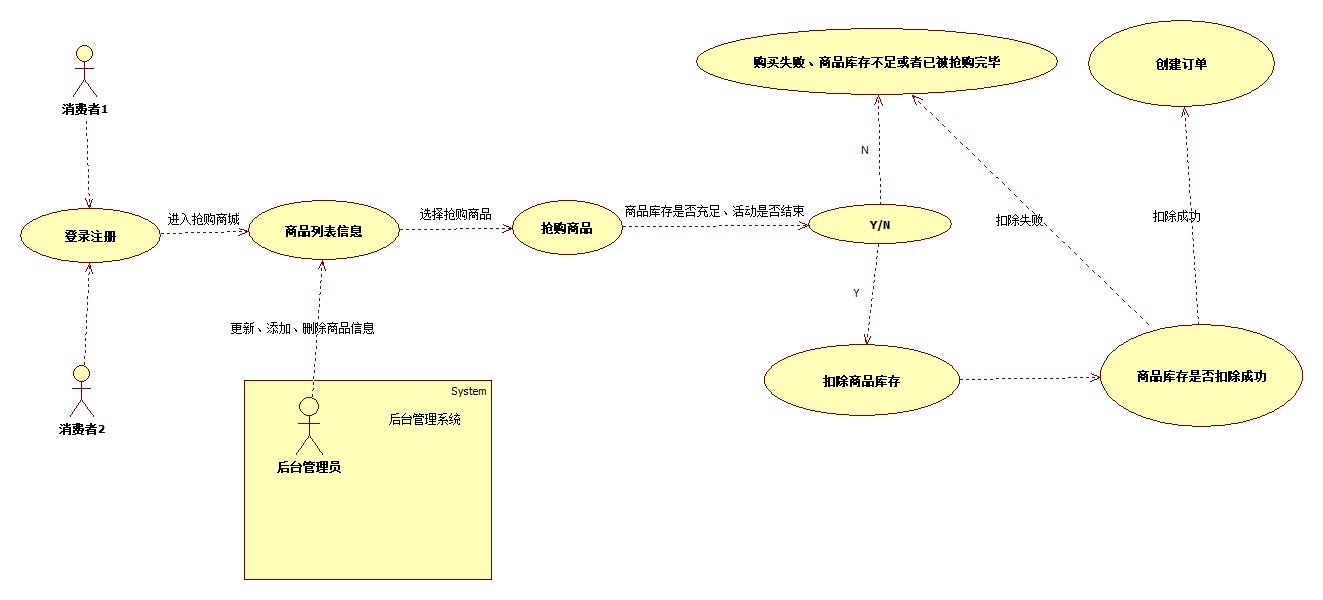 购买失败、商品库存不足或者已被抢购完毕
创建订单
消费者1
N
进入抢购商城
选择抢购商品
商品库存是否充足、活动是否结束
扣除失败
扣除成功
登录注册
商品列表信息
抢购商品
Y/N
Y
更新、添加、删除商品信息
扣除商品库存
商品库存是否扣除成功
System
后台管理系统
消费者2
后台管理员